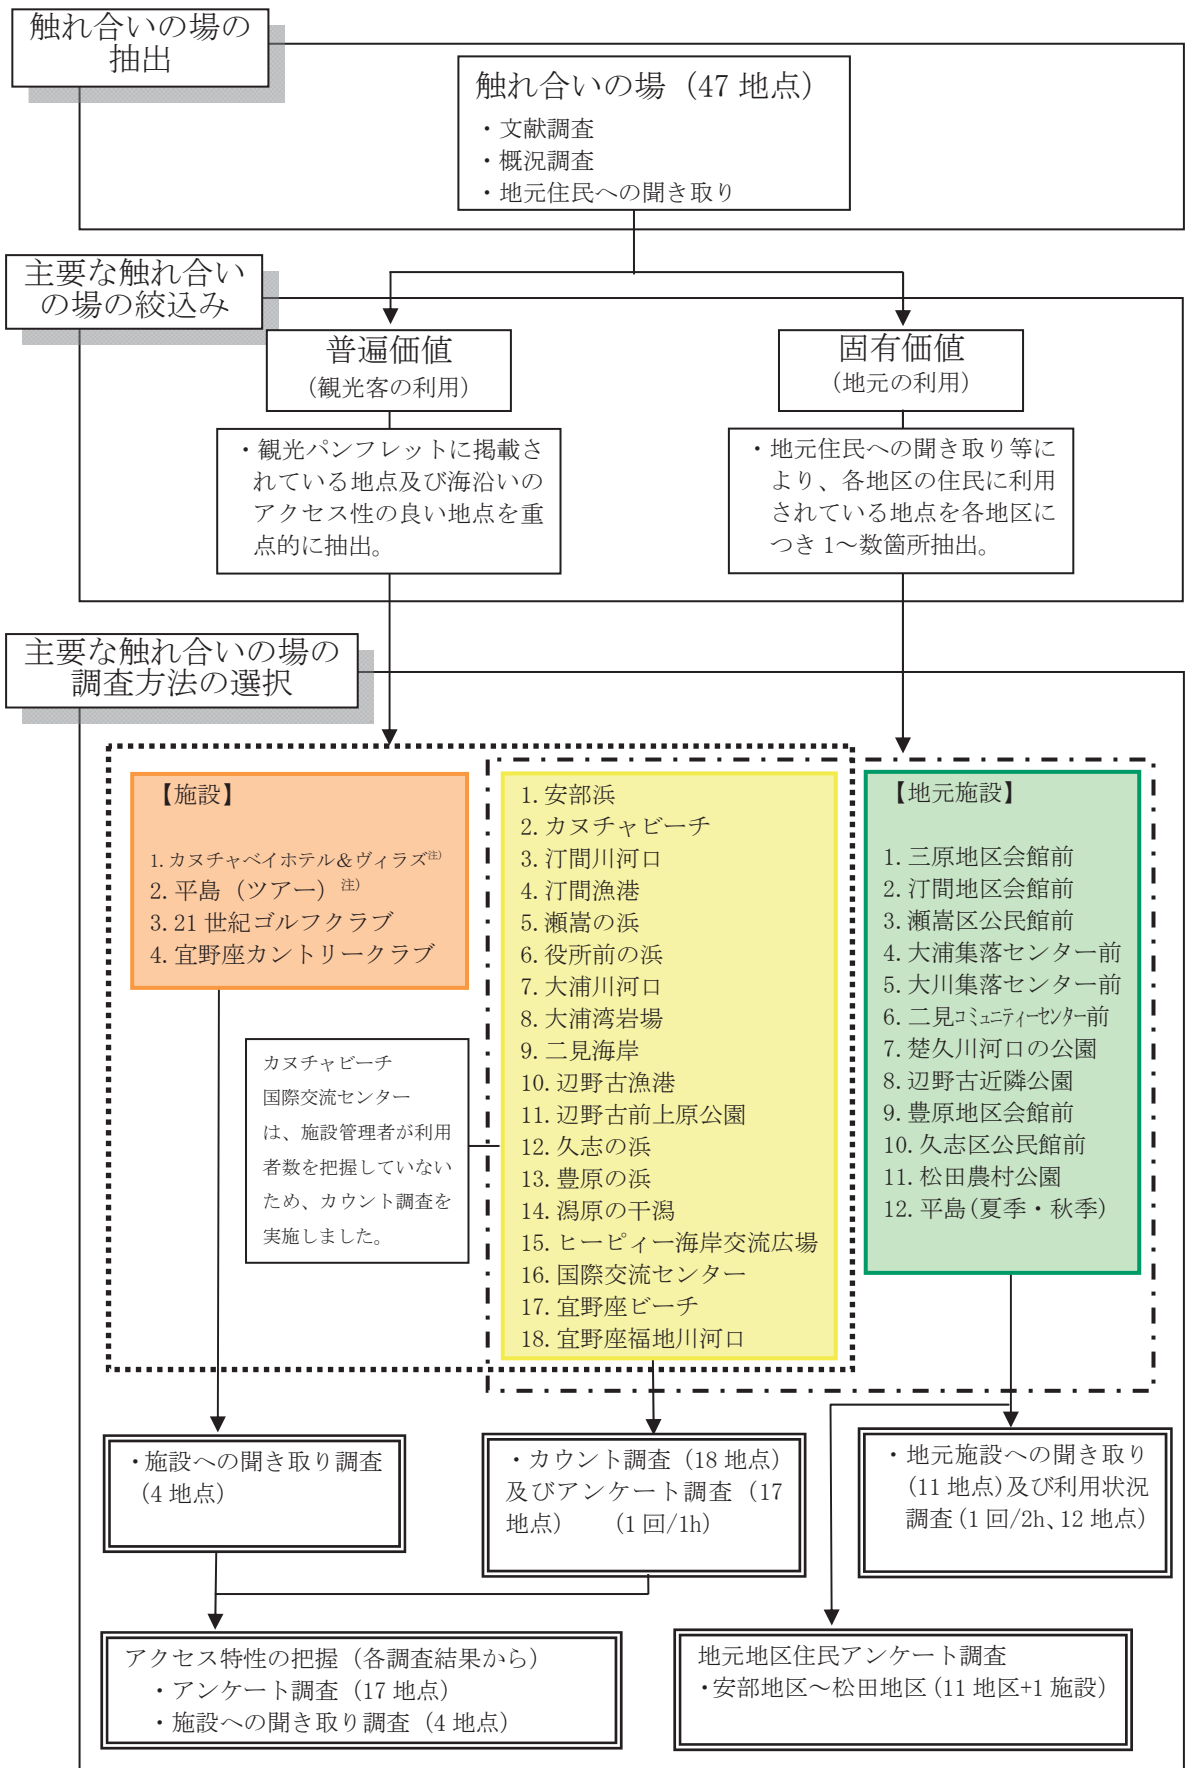 触れ合いの場の
抽出
触れ合いの場（47 地点）
・文献調査
・概況調査
・地元住民への聞き取り
主要な触れ合い
の場の絞込み
普遍価値
（観光客の利用）
固有価値
（地元の利用）
・観光パンフレットに掲載さ
れている地点及び海沿いの
アクセス性の良い地点を重
点的に抽出。
・地元住民への聞き取り等に
より、各地区の住民に利用
されている地点を各地区に
つき 1～数箇所抽出。
主要な触れ合いの場の
調査方法の選択
【施設】
1. カヌチャベイホテル＆ヴィラズ注）
2. 平島（ツアー）注）
3. 21 世紀ゴルフクラブ
4. 宜野座カントリークラブ
カヌチャビーチ
国際交流センター
は、施設管理者が利用
者数を把握していない
ため、カウント調査を
実施しました。
1. 安部浜
2. カヌチャビーチ
3. 汀間川河口
4. 汀間漁港
5. 瀬嵩の浜
6. 役所前の浜
7. 大浦川河口
8. 大浦湾岩場
9. 二見海岸
10. 辺野古漁港
11. 辺野古前上原公園
12. 久志の浜
13. 豊原の浜
14. 潟原の干潟
15. ヒーピィー海岸交流広場
16. 国際交流センター
17. 宜野座ビーチ
18. 宜野座福地川河口
【地元施設】
1. 三原地区会館前
2. 汀間地区会館前
3. 瀬嵩区公民館前
4. 大浦集落センター前
5. 大川集落センター前
6. 二見コミュニティーセンター前
7. 楚久川河口の公園
8. 辺野古近隣公園
9. 豊原地区会館前
10. 久志区公民館前
11. 松田農村公園
12. 平島（夏季・秋季）
・施設への聞き取り調査
（4 地点）
・カウント調査（18 地点）
及びアンケート調査（17
地点）　（1 回/1h）
・地元施設への聞き取り
（11 地点）及び利用状況
調査（1 回/2h、12 地点）
アクセス特性の把握（各調査結果から）
・アンケート調査（17 地点）
・施設への聞き取り調査（4 地点）
地元地区住民アンケート調査
・安部地区～松田地区（11 地区+1 施設）